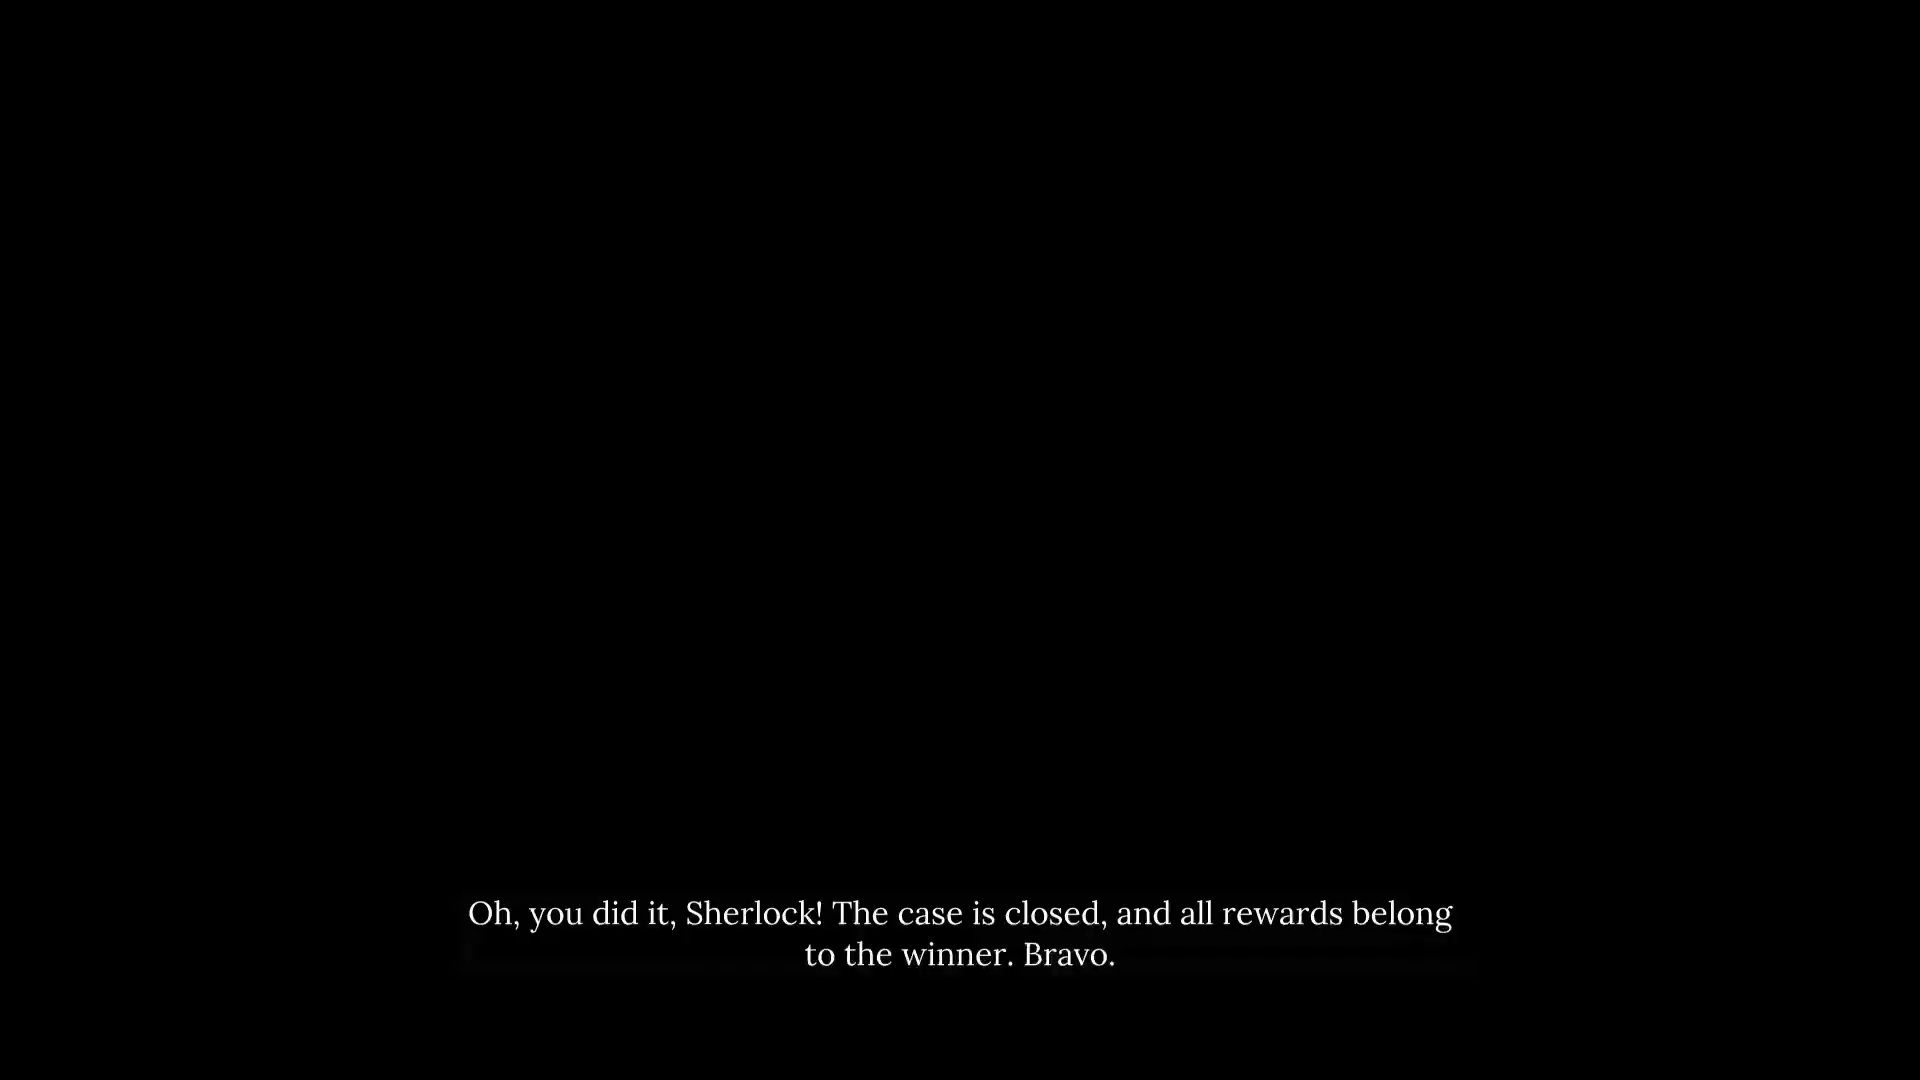 Oh, you did it, Sherlock! The case is closed, and all rewards belong
to the winner. Bravo.